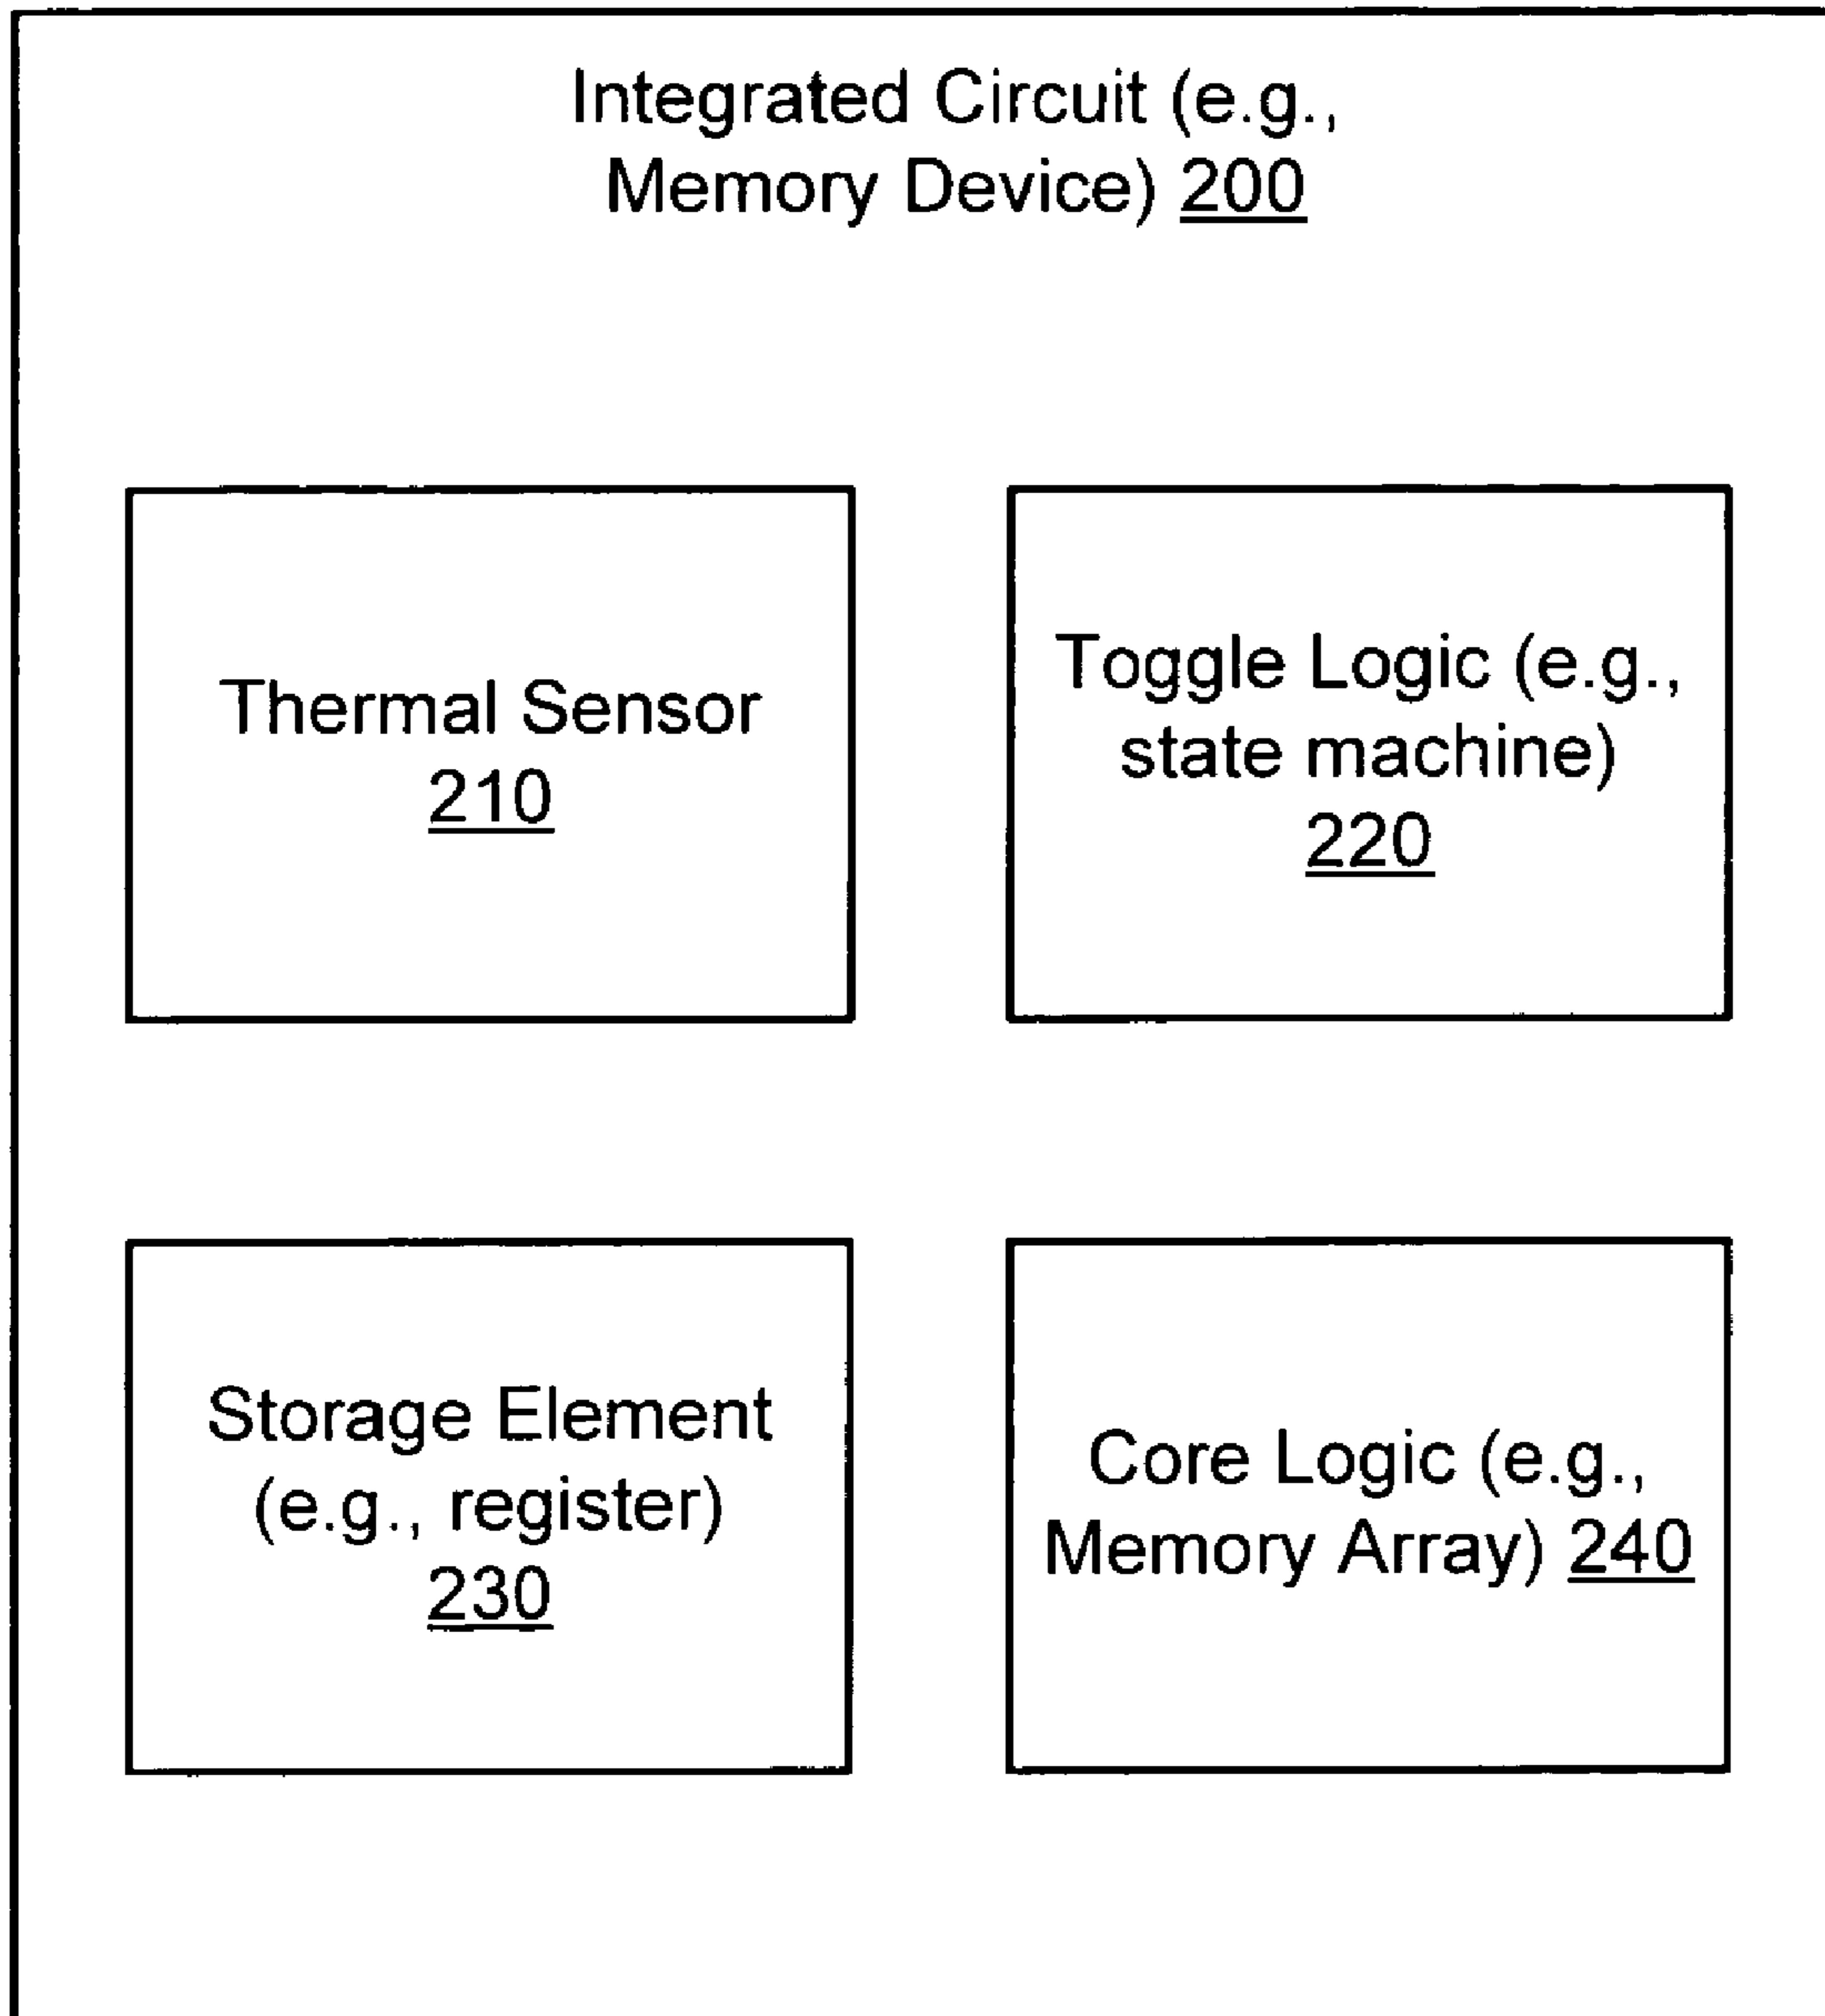 Integrated Circuit (e.g.,
Memory Device) 200
Thermal Sensor
210
Toggle Logic (e.g.,
state machine)
220
Storage Element
(e.g., register)
230
Core Logic (e.g.,
Memory Array) 240